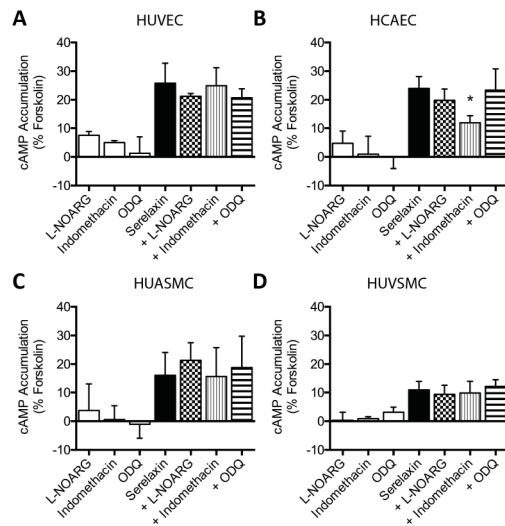 A HUVEC
cAMP Accumulation
(% Forskolin)
40
30
20
10
0
-10
L-NOARG
Indomethacin
ODQ
Serelaxin
+ L-NOARG
+ Indomethacin
+ ODQ
B HCAEC
cAMP Accumulation
(% Forskolin)
40
30
20
10
0
-10
*
L-NOARG
Indomethacin
ODQ
Serelaxin
+ L-NOARG
+ Indomethacin
+ ODQ
C HUASMC
cAMP Accumulation
(% Forskolin)
40
30
20
10
0
-10
L-NOARG
Indomethacin
ODQ
Serelaxin
+ L-NOARG
+ Indomethacin
+ ODQ
D HUVSMC
cAMP Accumulation
(% Forskolin)
40
30
20
10
0
-10
L-NOARG
Indomethacin
ODQ
Serelaxin
+ L-NOARG
+ Indomethacin
+ ODQ